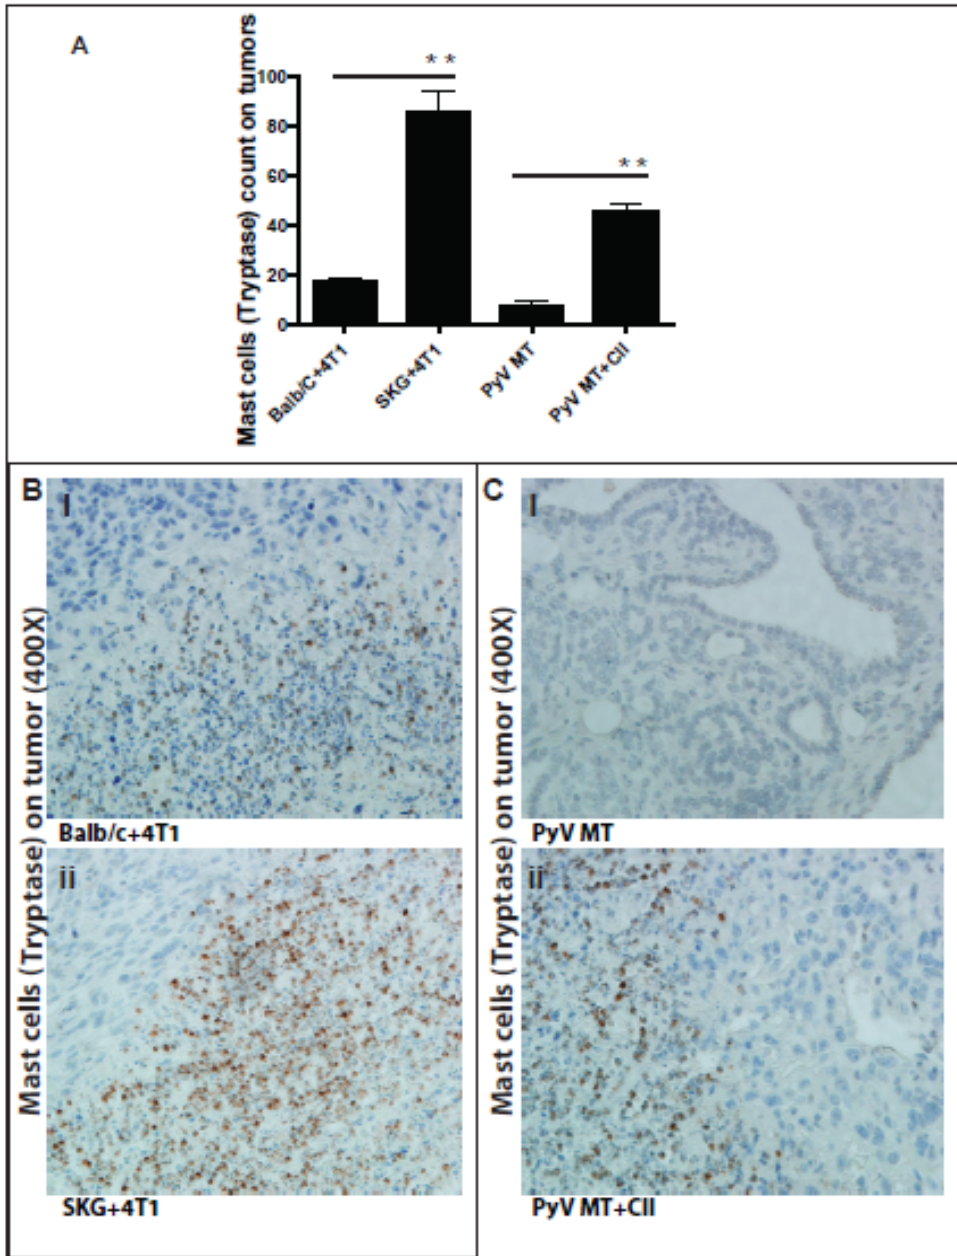 A
Mast cells (Tryptase) count on tumors
100
80
60
40
20
0
**
**
Balb/C+4T1
SKG+4T1
PyV MT
PyV MT+CII
B
Mast cells (Tryptase) on tumor (400X)
i
Balb/c+4T1
ii
SKG+4T1
C
Mast cells (Tryptase) on tumor (400X)
i
PyV MT
ii
PyV MT+CII